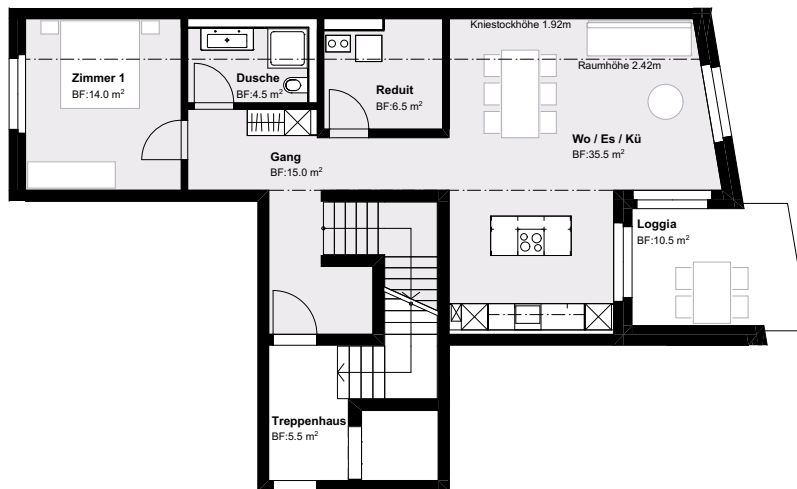 Kniestockhöhe 1.92m
Raumhöhe 2.42m
Zimmer 1
BF:14.0 m²
Dusche
BF:4.5 m²
Reduit
BF:6.5 m²
Wo / Es / Kü
BF:35.5 m²
Gang
BF:15.0 m²
Loggia
BF:10.5 m²
Treppenhaus
BF:5.5 m²